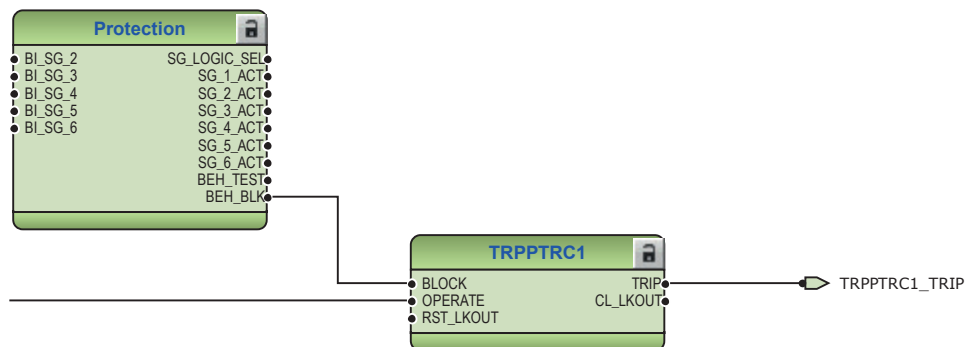 Protection
BI_SG_2 SG_LOGIC_SEL
BI_SG_3 SG_1_ACT
BI_SG_4 SG_2_ACT
BI_SG_5 SG_3_ACT
BI_SG_6 SG_4_ACT
SG_5_ACT
SG_6_ACT
BEH_TEST
BEH_BLK
TRPPTRC1
BLOCK TRIP TRPPTRC1_TRIP
OPERATE CL_LKOUT
RST_LKOUT